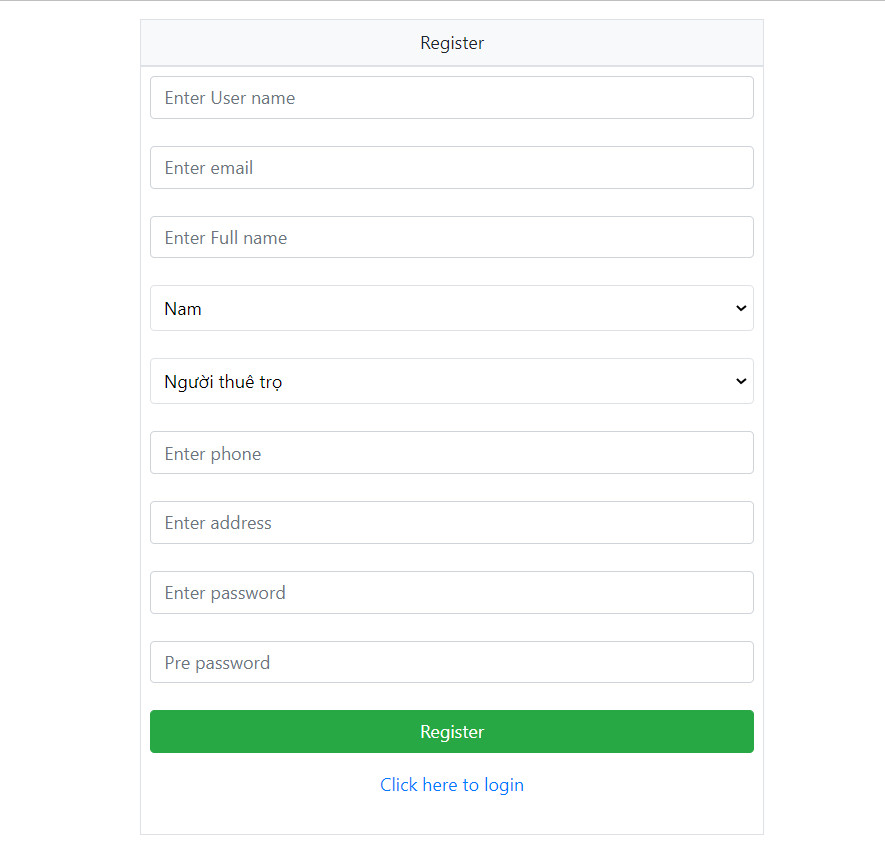 Register
Enter User name
Enter email
Enter Full name
Nam
Người thuê trọ
Enter phone
Enter address
Enter password
Pre password
Register
Click here to login